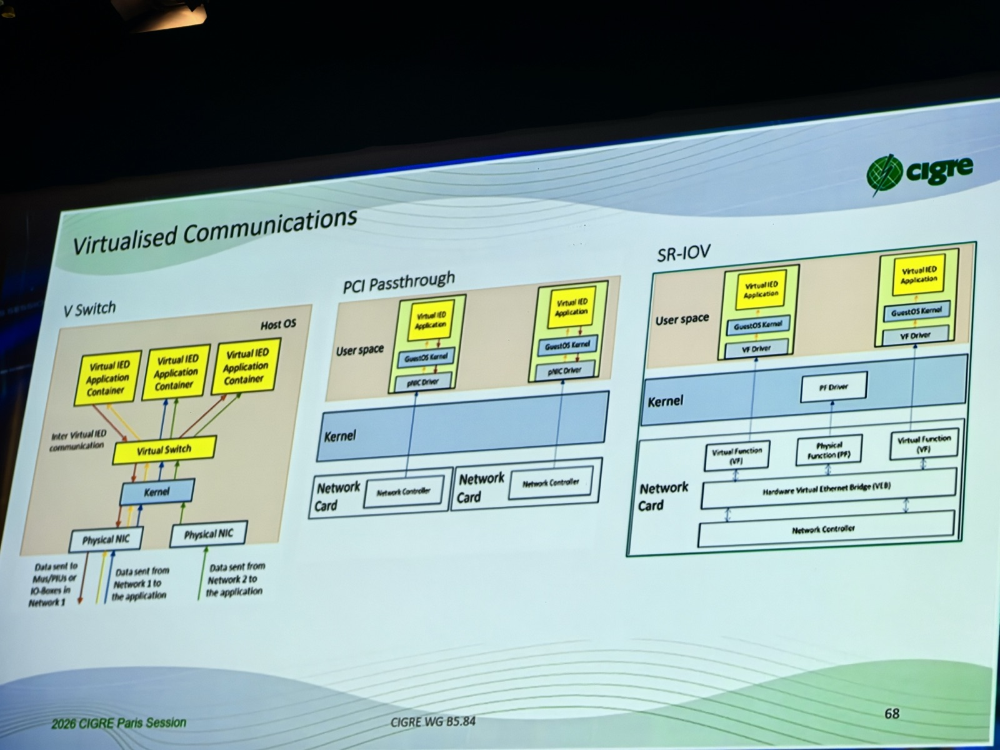 cigre
Virtualised Communications
V Switch
Host OS
Virtual IED
Application
Container
Virtual IED
Application
Container
Virtual IED
Application
Container
Inter Virtual IED
communication
Virtual Switch
Kernel
Physical NIC
Physical NIC
Data sent to
Mus/PIUs or
IO-Boxes in
Network 1
Data sent from
Network 1 to
the application
Data sent from
Network 2 to
the application
PCI Passthrough
User space
Virtual IED
Application
GuestOS Kernel
pNIC Driver
Virtual IED
Application
GuestOS Kernel
pNIC Driver
Kernel
Network
Card
Network Controller
Network
Card
Network Controller
SR-IOV
User space
Virtual IED
Application
GuestOS Kernel
VF Driver
Virtual IED
Application
GuestOS Kernel
VF Driver
Kernel
PF Driver
Network
Card
Virtual Function
(VF)
Physical
Function (PF)
Virtual Function
(VF)
Hardware Virtual Ethernet Bridge (VEB)
Network Controller
2026 CIGRE Paris Session
CIGRE WG B5.84
68